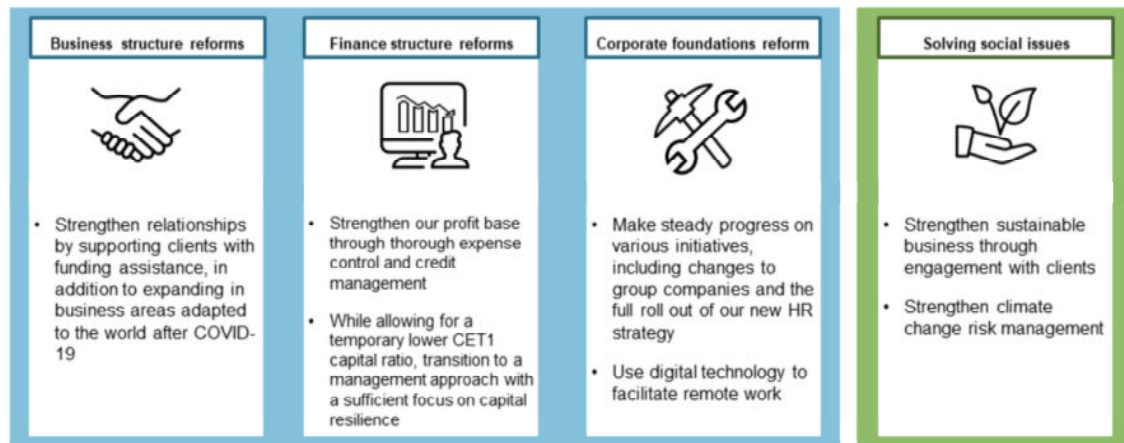 Business structure reforms
• Strengthen relationships
by supporting clients with
funding assistance, in
addition to expanding in
business areas adapted
to the world after COVID-
19
Finance structure reforms
• Strengthen our profit base
through thorough expense
control and credit
management
• While allowing for a
temporary lower CET1
capital ratio, transition to a
management approach with
a sufficient focus on capital
resilience
Corporate foundations reform
• Make steady progress on
various initiatives,
including changes to
group companies and the
full roll out of our new HR
strategy
• Use digital technology to
facilitate remote work
Solving social issues
• Strengthen sustainable
business through
engagement with clients
• Strengthen climate
change risk management